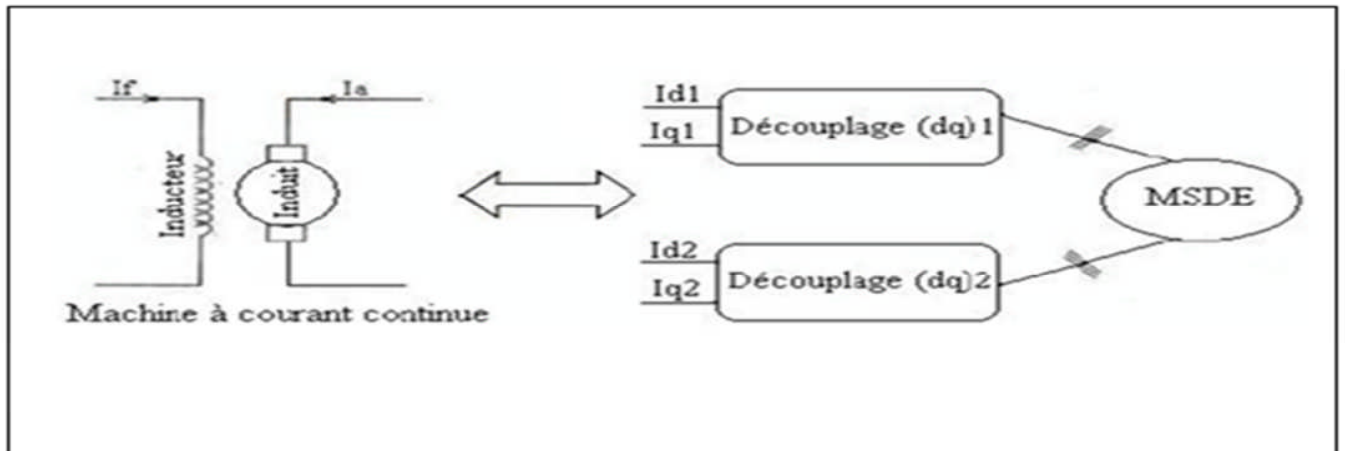 If
Ia
Inducteur
Induit
Machine à courant continue
Id1
Iq1
Découplage (dq)1
MSDE
Id2
Iq2
Découplage (dq)2